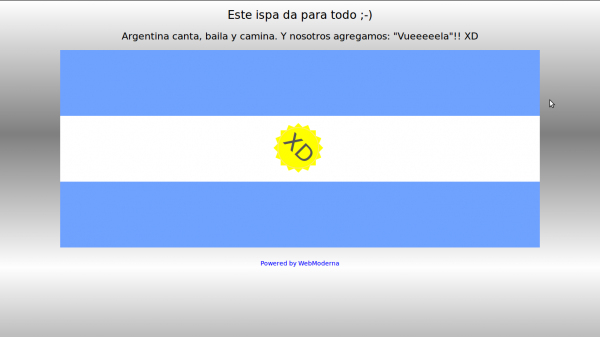 Este ispa da para todo ;-)
Argentina canta, baila y camina. Y nosotros agregamos: "Vueeeeela"!! XD
XD
Powered by WebModerna